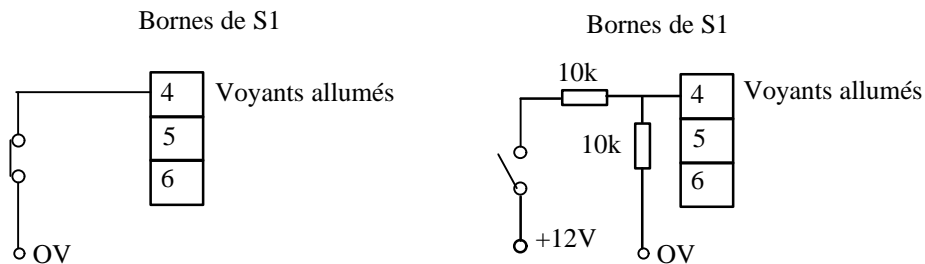 Bornes de S1
4 Voyants allumés
5
6
OV
Bornes de S1
10k
4 Voyants allumés
10k
5
6
+12V
OV